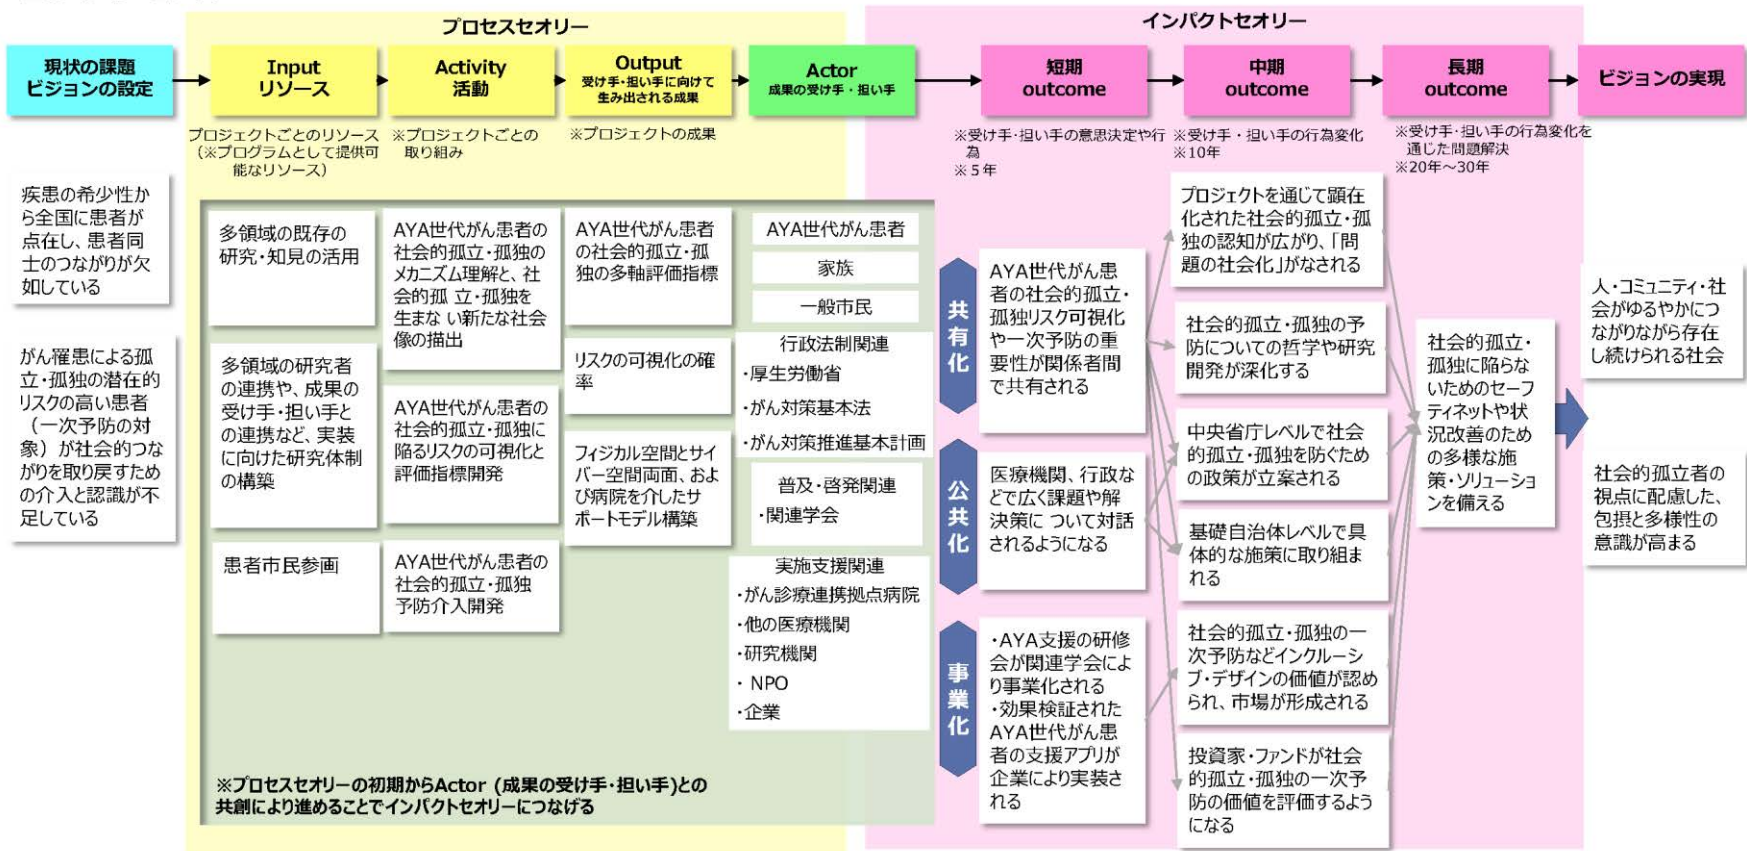 プロセスセオリー
インパクトセオリー
現状の課題
ビジョンの設定
Input
リソース
Activity
活動
Output
受け手・担い手に向けて
生み出される成果
Actor
成果の受け手・担い手
短期
outcome
中期
outcome
長期
outcome
ビジョンの実現
プロジェクトごとのリソース
(※プログラムとして提供可
能なリソース)
※プロジェクトごとの
取り組み
※プロジェクトの成果
※受け手・担い手の意思決定や行
為
※５年
※受け手・担い手の行為変化
※10年
※受け手・担い手の行為変化を
通じた問題解決
※20年～30年
疾患の希少性か
ら全国に患者が
点在し、患者同
士のつながりが欠
如している
がん罹患による孤
立・孤独の潜在的
リスクの高い患者
（一次予防の対
象）が社会的つな
がりを取り戻すため
の介入と認識が不
足している
多領域の既存の
研究・知見の活用
多領域の研究者
の連携や、成果の
受け手・担い手と
の連携など、実装
に向けた研究体制
の構築
患者市民参画
AYA世代がん患者の
社会的孤立・孤独の
メカニズム理解と、社
会的孤 立・孤独を
生まな い新たな社会
像の描出
AYA世代がん患者の
社会的孤立・孤独に
陥るリスクの可視化と
評価指標開発
AYA世代がん患者の
社会的孤立・孤独
予防介入開発
AYA世代がん患者
の社会的孤立・孤
独の多軸評価指標
リスクの可視化の確
率
フィジカル空間とサイ
バー空間両面、およ
び病院を介したサ
ポートモデル構築
AYA世代がん患者
家族
一般市民
行政法制関連
・厚生労働省
・がん対策基本法
・がん対策推進基本計画
普及・啓発関連
・関連学会
実施支援関連
・がん診療連携拠点病院
・他の医療機関
・研究機関
・ NPO
・企業
※プロセスセオリーの初期からActor (成果の受け手・担い手)との
共創により進めることでインパクトセオリーにつなげる
共有化
公共化
事業化
AYA世代がん患
者の社会的孤立・
孤独リスク可視化
や一次予防の重
要性が関係者間
で共有される
医療機関、行政な
どで広く課題や解
決策に ついて対話
されるようになる
・AYA支援の研修
会が関連学会によ
り事業化される
・効果検証された
AYA世代がん患
者の支援アプリが
企業により実装さ
れる
プロジェクトを通じて顕在
化された社会的孤立・孤
独の認知が広がり、「問
題の社会化」がなされる
社会的孤立・孤独の予
防についての哲学や研究
開発が深化する
中央省庁レベルで社会
的孤立・孤独を防ぐため
の政策が立案される
基礎自治体レベルで具
体的な施策に取り組ま
れる
社会的孤立・孤独の一
次予防などインクルーシ
ブ・デザインの価値が認め
られ、市場が形成される
投資家・ファンドが社会
的孤立・孤独の一次予
防の価値を評価するよう
になる
社会的孤立・
孤独に陥らな
いためのセーフ
ティネットや状
況改善のため
の多様な施
策・ソリューショ
ンを備える
人・コミュニティ・社
会がゆるやかにつ
ながりながら存在
し続けられる社会
社会的孤立者の
視点に配慮した、
包摂と多様性の
意識が高まる